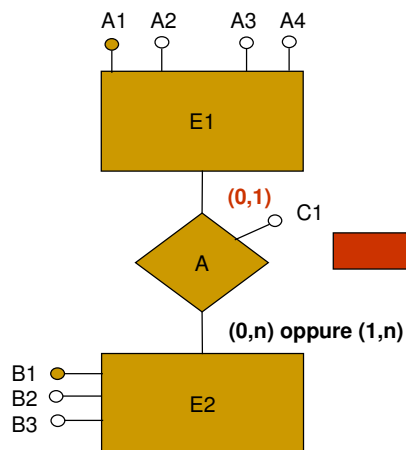 A1 A2 A3 A4
E1
(0,1)
C1
A
(0,n) oppure (1,n)
B1
B2
B3
E2